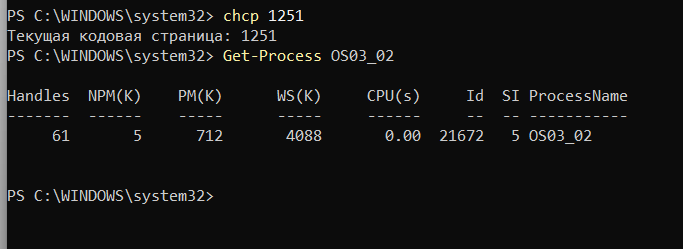 PS C:\WINDOWS\system32> chcp 1251
Текущая кодовая страница: 1251
PS C:\WINDOWS\system32> Get-Process OS03_02
Handles  NPM(K)    PM(K)      WS(K)     CPU(s)     Id  SI ProcessName
-------  ------    -----      -----     ------     --  -- -----------
     61       5      712       4088       0.00  21672   5 OS03_02
PS C:\WINDOWS\system32>